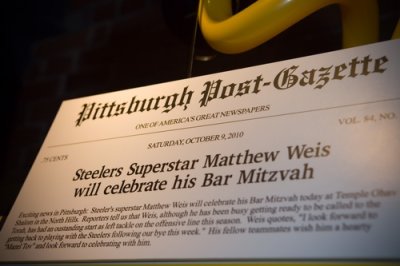 Pittsburgh Post-Gazette
ONE OF AMERICA'S GREAT NEWSPAPERS
75 CENTS
SATURDAY, OCTOBER 9, 2010
VOL. 84, NO.
Steelers Superstar Matthew Weis
will celebrate his Bar Mitzvah
Exciting news in Pittsburgh: Steeler's superstar Matthew Weis will celebrate his Bar Mitzvah today at Temple Ohav
Shalom in the North Hills. Reporters tell us that Weis, although he has been busy getting ready to be called to the
Torah, has had an outstanding start as left tackle on the offensive line this season. Weis quotes, "I look forward to
getting back to playing with the Steelers following our bye this week." His fellow teammates wish him a hearty
"Mazel Tov" and look forward to celebrating with him.